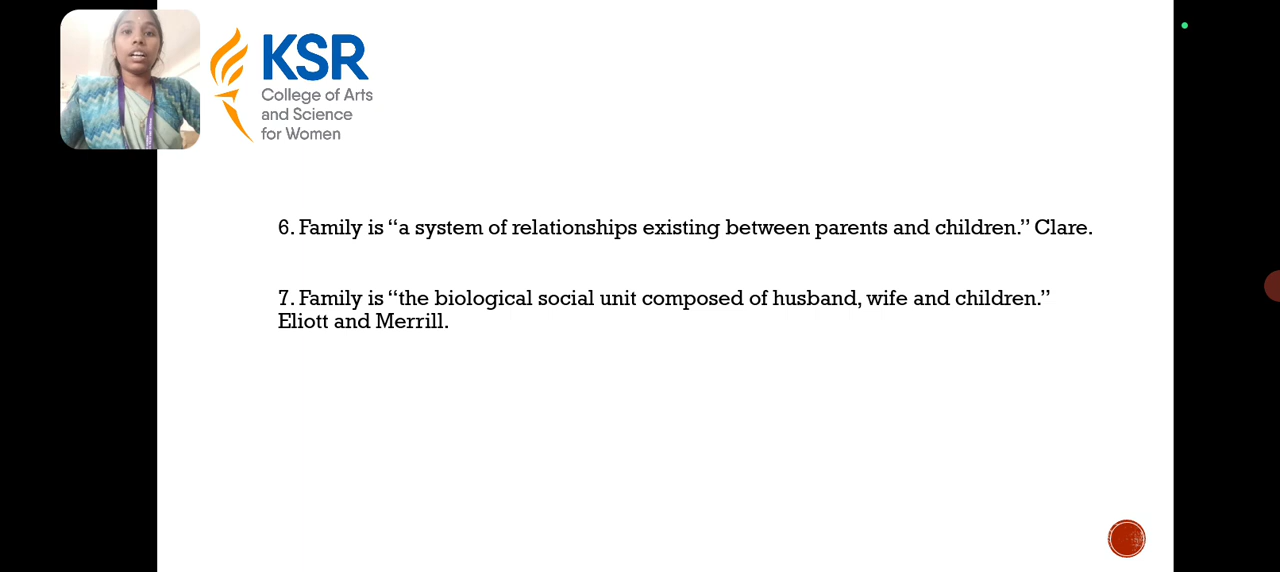 KSR
College of Arts
and Science
for Women
6. Family is “a system of relationships existing between parents and children.” Clare.
7. Family is “the biological social unit composed of husband, wife and children.”
Eliott and Merrill.